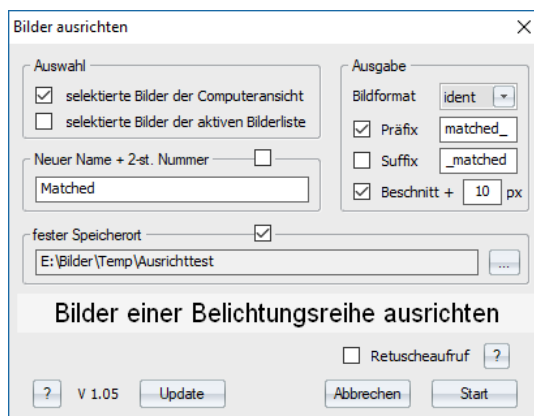 Bilder ausrichten
Auswahl
selektierte Bilder der Computeransicht
selektierte Bilder der aktiven Bilderliste
Neuer Name + 2-st. Nummer
Matched
Ausgabe
Bildformat ident
Präfix matched_
Suffix _matched
Beschnitt + 10 px
fester Speicherort
E:\Bilder\Temp\Ausrichttest ...
Bilder einer Belichtungsreihe ausrichten
Retuscheaufruf ?
? V 1.05 Update Abbrechen Start